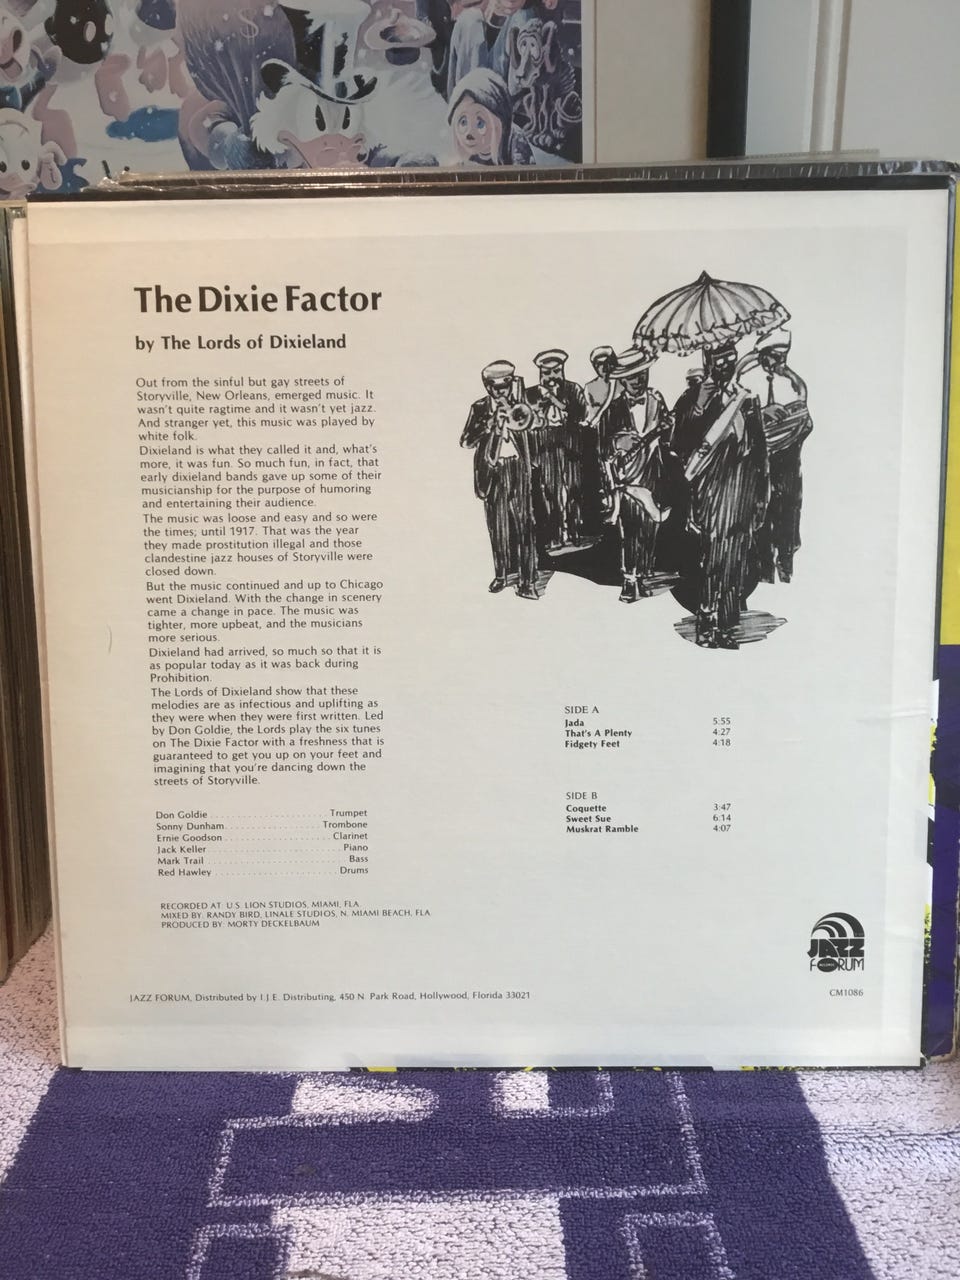 The Dixie Factor
by The Lords of Dixieland
Out from the sinful but gay streets of
Storyville, New Orleans, emerged music. It
wasn't quite ragtime and it wasn't yet jazz.
And stranger yet, this music was played by
white folk.
Dixieland is what they called it and, what's
more, it was fun. So much fun, in fact, that
early dixieland bands gave up some of their
musicianship for the purpose of humoring
and entertaining their audience.
The music was loose and easy and so were
the times; until 1917. That was the year
they made prostitution illegal and those
clandestine jazz houses of Storyville were
closed down.
But the music continued and up to Chicago
went Dixieland. With the change in scenery
came a change in pace. The music was
tighter, more upbeat, and the musicians
more serious.
Dixieland had arrived, so much so that it is
as popular today as it was back during
Prohibition.
The Lords of Dixieland show that these
melodies are as infectious and uplifting as
they were when they were first written. Led
by Don Goldie, the Lords play the six tunes
on The Dixie Factor with a freshness that is
guaranteed to get you up on your feet and
imagining that you're dancing down the
streets of Storyville.
Don Goldie . . . . . . . . . . . . . . . . . . . . Trumpet
Sonny Dunham . . . . . . . . . . . . . . . . Trombone
Ernie Goodson . . . . . . . . . . . . . . . . . . Clarinet
Jack Keller . . . . . . . . . . . . . . . . . . . . . . . Piano
Mark Trail . . . . . . . . . . . . . . . . . . . . . . . . Bass
Red Hawley . . . . . . . . . . . . . . . . . . . . . Drums
RECORDED AT: U.S. LION STUDIOS, MIAMI, FLA.
MIXED BY: RANDY BIRD, LINALE STUDIOS, N. MIAMI BEACH, FLA.
PRODUCED BY: MORTY DECKELBAUM
SIDE A
Jada 5:55
That's A Plenty 4:27
Fidgety Feet 4:18
SIDE B
Coquette 3:47
Sweet Sue 6:14
Muskrat Ramble 4:07
JAZZ
FORUM
JAZZ FORUM, Distributed by I.J.E. Distributing, 450 N. Park Road, Hollywood, Florida 33021
CM1086
$